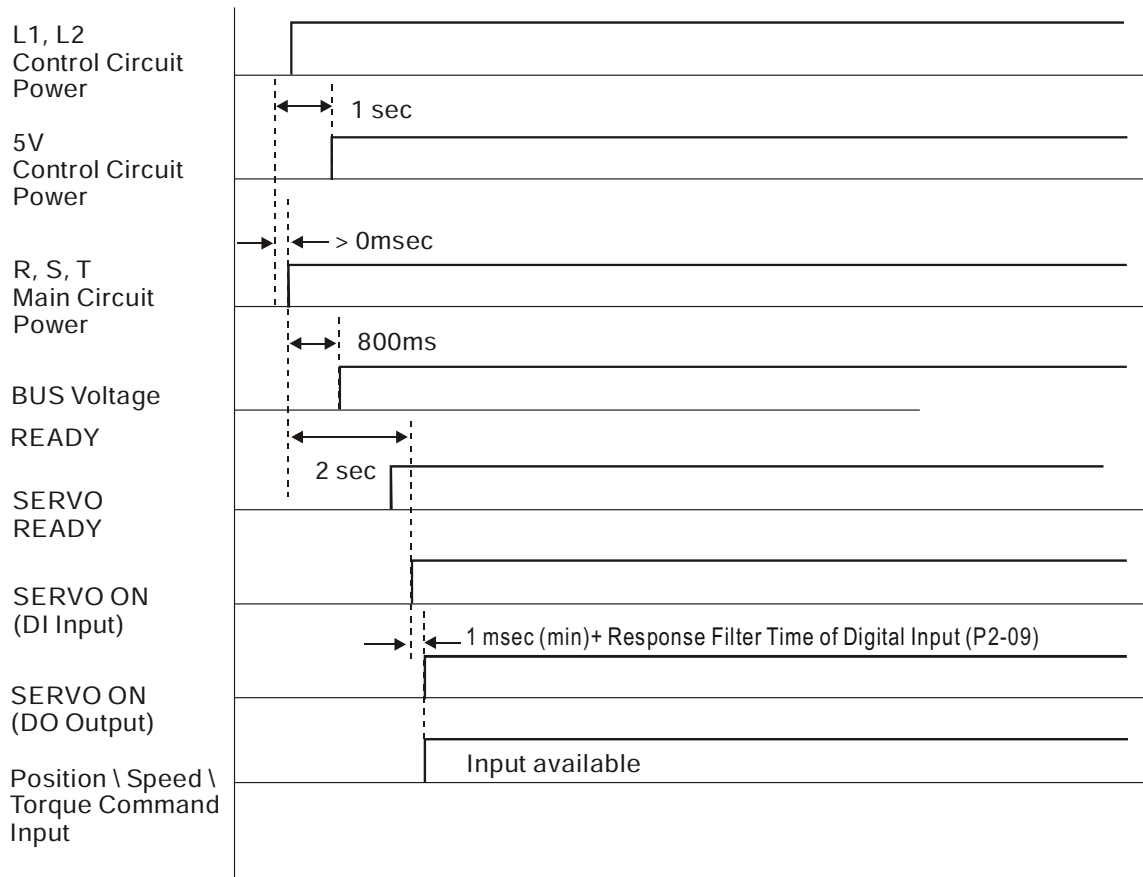 L1, L2
Control Circuit
Power
1 sec
5V
Control Circuit
Power
> 0msec
R, S, T
Main Circuit
Power
800ms
BUS Voltage
READY
2 sec
SERVO
READY
SERVO ON
(DI Input)
1 msec (min)+ Response Filter Time of Digital Input (P2-09)
SERVO ON
(DO Output)
Input available
Position \ Speed \
Torque Command
Input